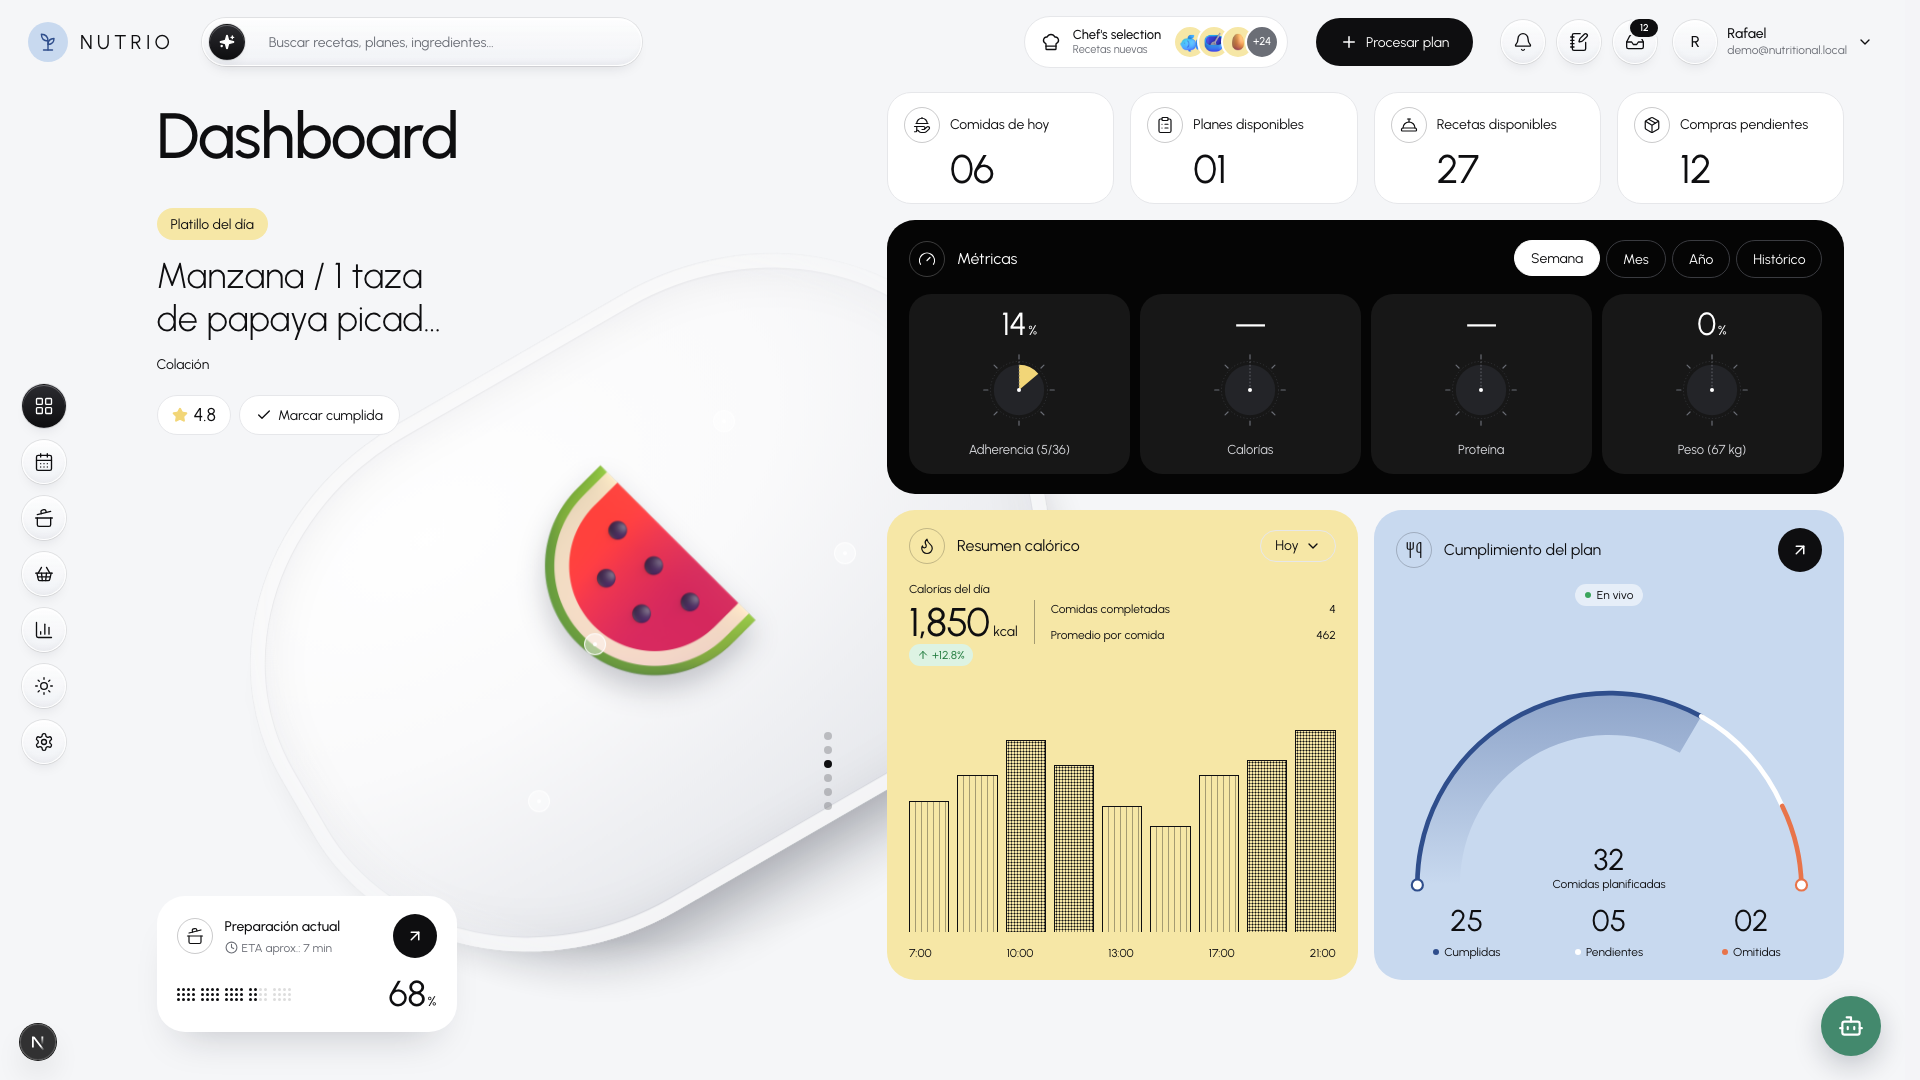 NUTRIO
Buscar recetas, planes, ingredientes...
Chef's selection
Recetas nuevas
+24
Procesar plan
12
R
Rafael
demo@nutritional.local
Dashboard
Platillo del día
Manzana / 1 taza
de papaya picad...
Colación
4.8
Marcar cumplida
Comidas de hoy
06
Planes disponibles
01
Recetas disponibles
27
Compras pendientes
12
Métricas
Semana
Mes
Año
Histórico
14%
Adherencia (5/36)
—
Calorías
—
Proteína
0%
Peso (67 kg)
Resumen calórico
Hoy
Calorías del día
1,850 kcal
+12.8%
Comidas completadas 4
Promedio por comida 462
7:00 10:00 13:00 17:00 21:00
Cumplimiento del plan
En vivo
32
Comidas planificadas
25
Cumplidas
05
Pendientes
02
Omitidas
Preparación actual
ETA aprox.: 7 min
68%
N